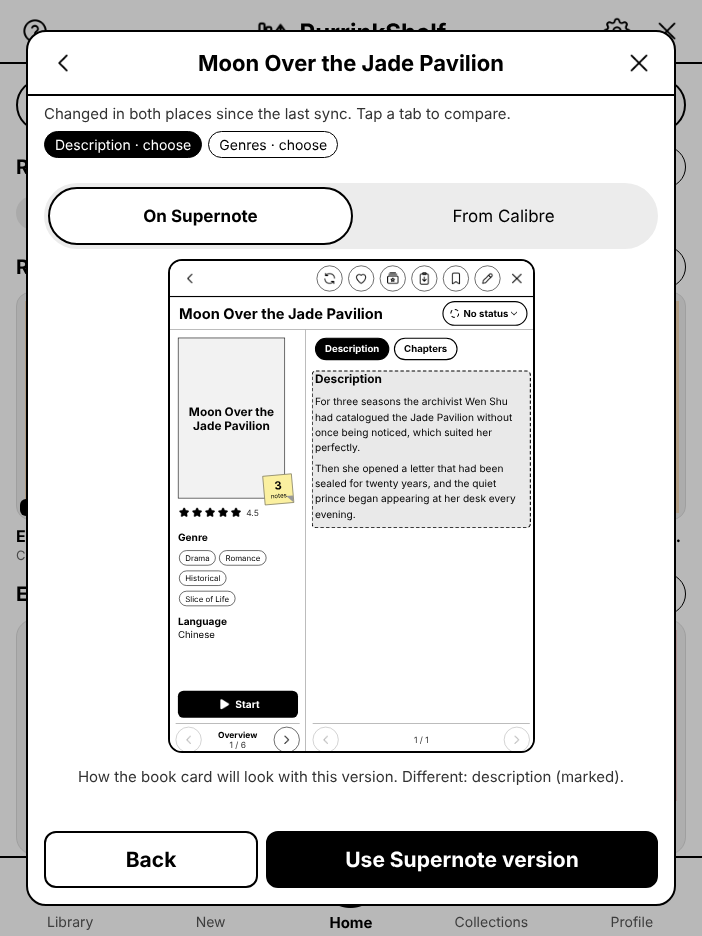 Moon Over the Jade Pavilion
Changed in both places since the last sync. Tap a tab to compare.
Description · choose
Genres · choose
On Supernote
From Calibre
Moon Over the Jade Pavilion
No status
Moon Over the
Jade Pavilion
3
notes
4.5
Genre
Drama
Romance
Historical
Slice of Life
Language
Chinese
Start
Overview
1 / 6
Description
Chapters
Description
For three seasons the archivist Wen Shu
had catalogued the Jade Pavilion without
once being noticed, which suited her
perfectly.
Then she opened a letter that had been
sealed for twenty years, and the quiet
prince began appearing at her desk every
evening.
1 / 1
How the book card will look with this version. Different: description (marked).
Back
Use Supernote version
Library
New
Home
Collections
Profile